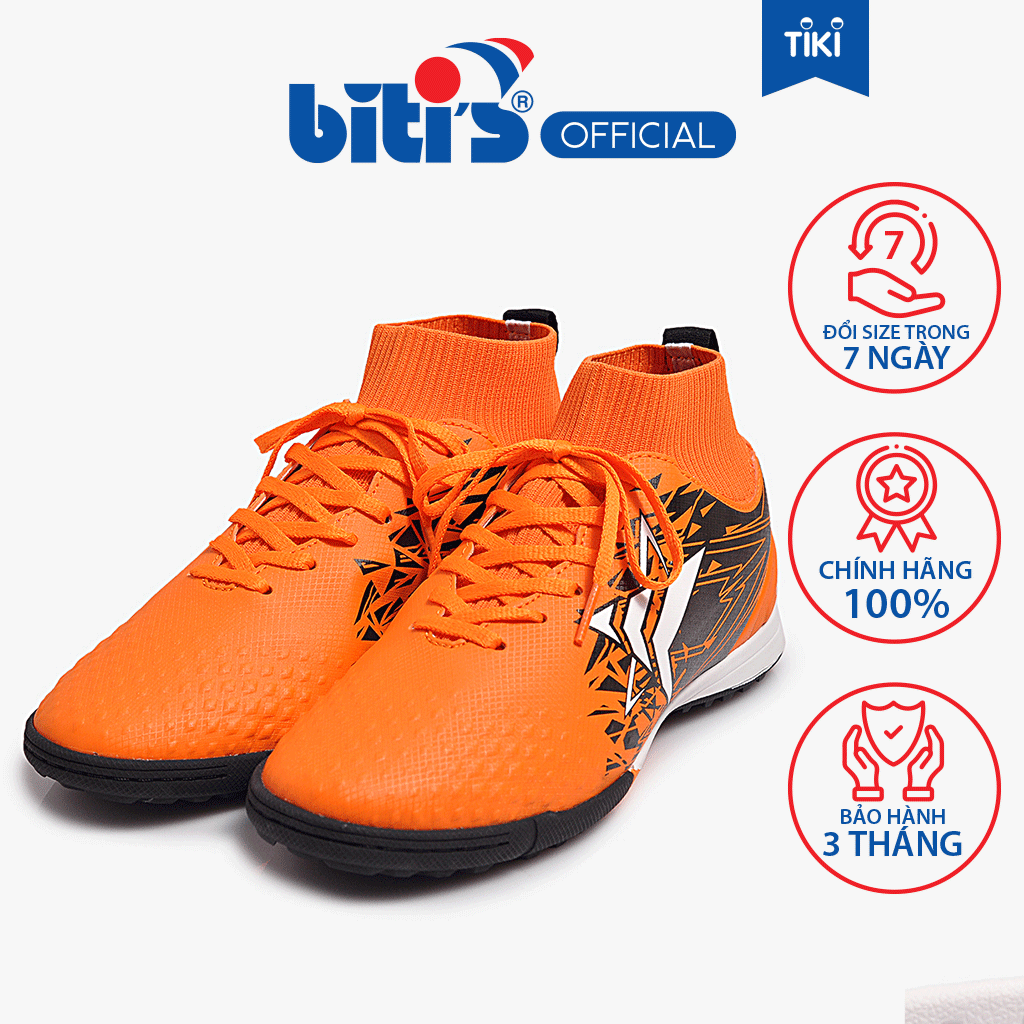 TiKi
biti's®
OFFICIAL
7
ĐỔI SIZE TRONG
7 NGÀY
CHÍNH HÃNG
100%
BẢO HÀNH
3 THÁNG